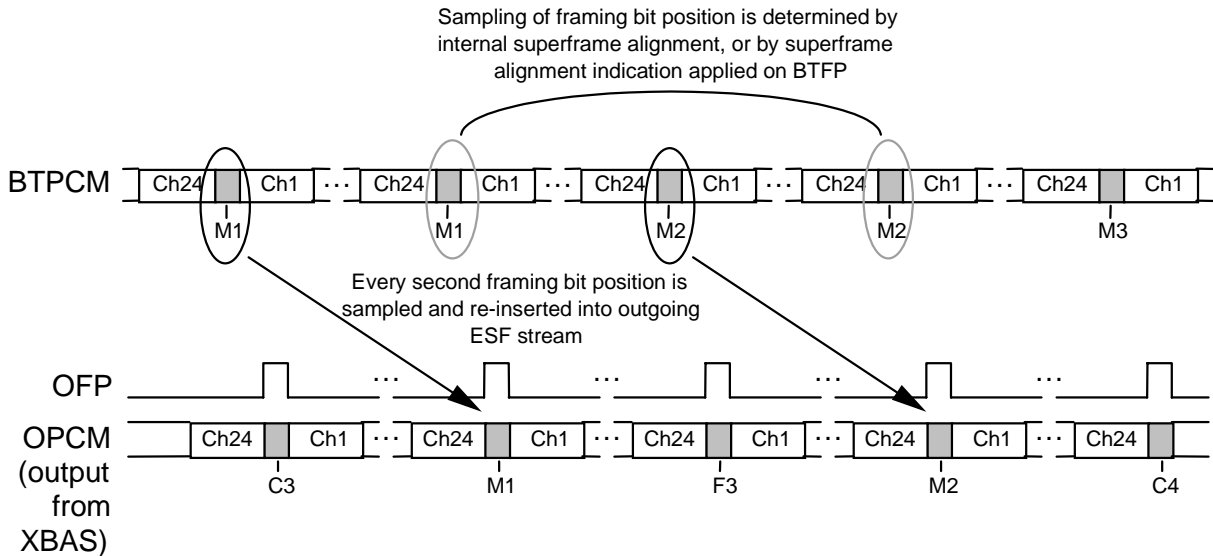 Sampling of framing bit position is determined by
internal superframe alignment, or by superframe
alignment indication applied on BTFP
BTPCM
Ch24 Ch1 ... Ch24 Ch1 ... Ch24 Ch1 ... Ch24 Ch1 ... Ch24 Ch1
M1 M1 M2 M2 M3
Every second framing bit position is
sampled and re-inserted into outgoing
ESF stream
OFP
... ... ... ...
OPCM
(output
from
XBAS)
Ch24 Ch1 ... Ch24 Ch1 ... Ch24 Ch1 ... Ch24 Ch1 ... Ch24
C3 M1 F3 M2 C4